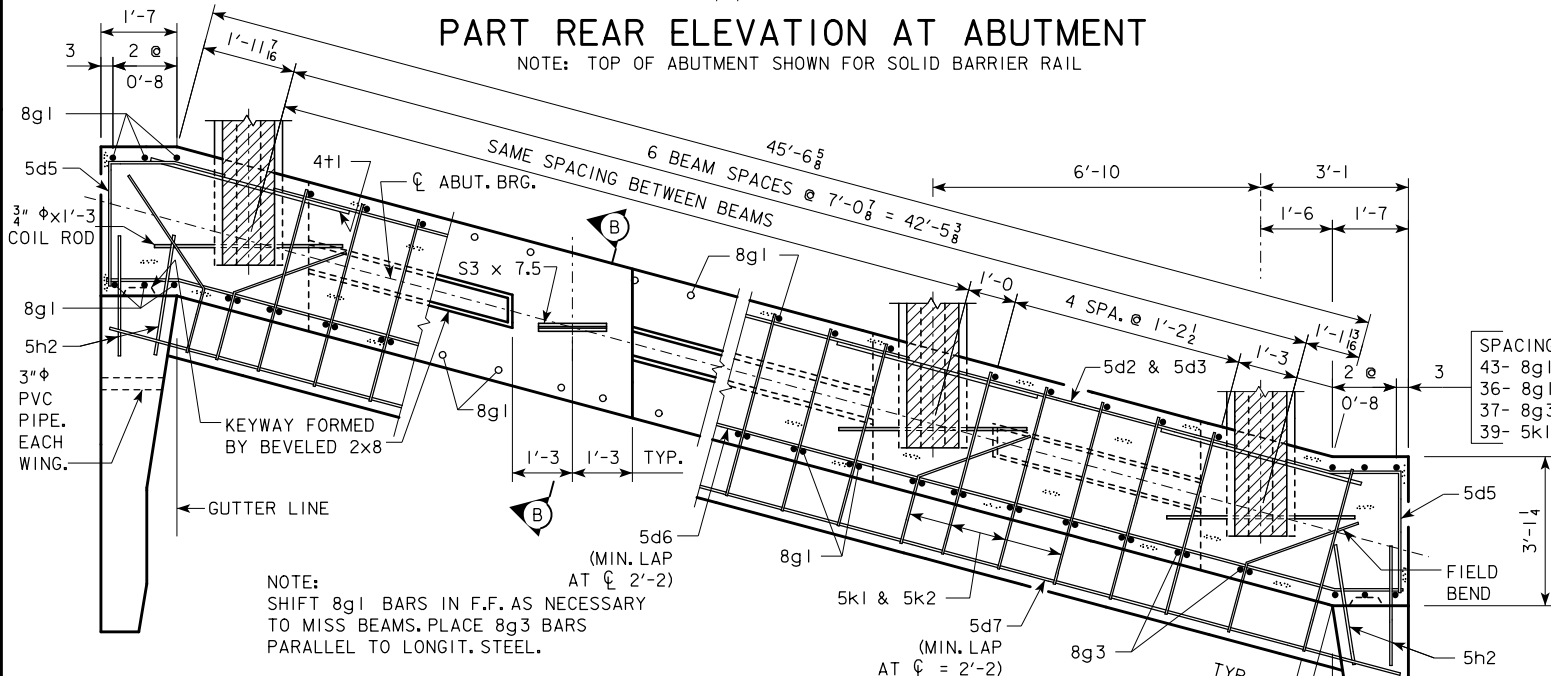 PART REAR ELEVATION AT ABUTMENT
NOTE: TOP OF ABUTMENT SHOWN FOR SOLID BARRIER RAIL
1'-7
3
2 @
0'-8
1'-11 7/16
45'-6 5/8
6 BEAM SPACES @ 7'-0 7/8 = 42'-5 3/8
SAME SPACING BETWEEN BEAMS
6'-10
3'-1
1'-6
1'-7
8g1
5d5
3/4" Φx1'-3
COIL ROD
4t1
℄ ABUT. BRG.
B
S3 x 7.5
8g1
1'-0
4 SPA. @ 1'-2 1/2
1'-3
1'-1 13/16
2 @
0'-8
3
SPACING
43- 8g1
36- 8g1
37- 8g3
39- 5k1
8g1
5h2
3"Φ
PVC
PIPE.
EACH
WING.
KEYWAY FORMED
BY BEVELED 2x8
8g1
1'-3
1'-3
TYP.
B
GUTTER LINE
5d2 & 5d3
5d5
3'-1 1/4
FIELD
BEND
5h2
5d6
(MIN. LAP
AT ℄ 2'-2)
8g1
5k1 & 5k2
5d7
(MIN. LAP
AT ℄ = 2'-2)
8g3
TYP.
NOTE:
SHIFT 8g1 BARS IN F.F. AS NECESSARY
TO MISS BEAMS. PLACE 8g3 BARS
PARALLEL TO LONGIT. STEEL.